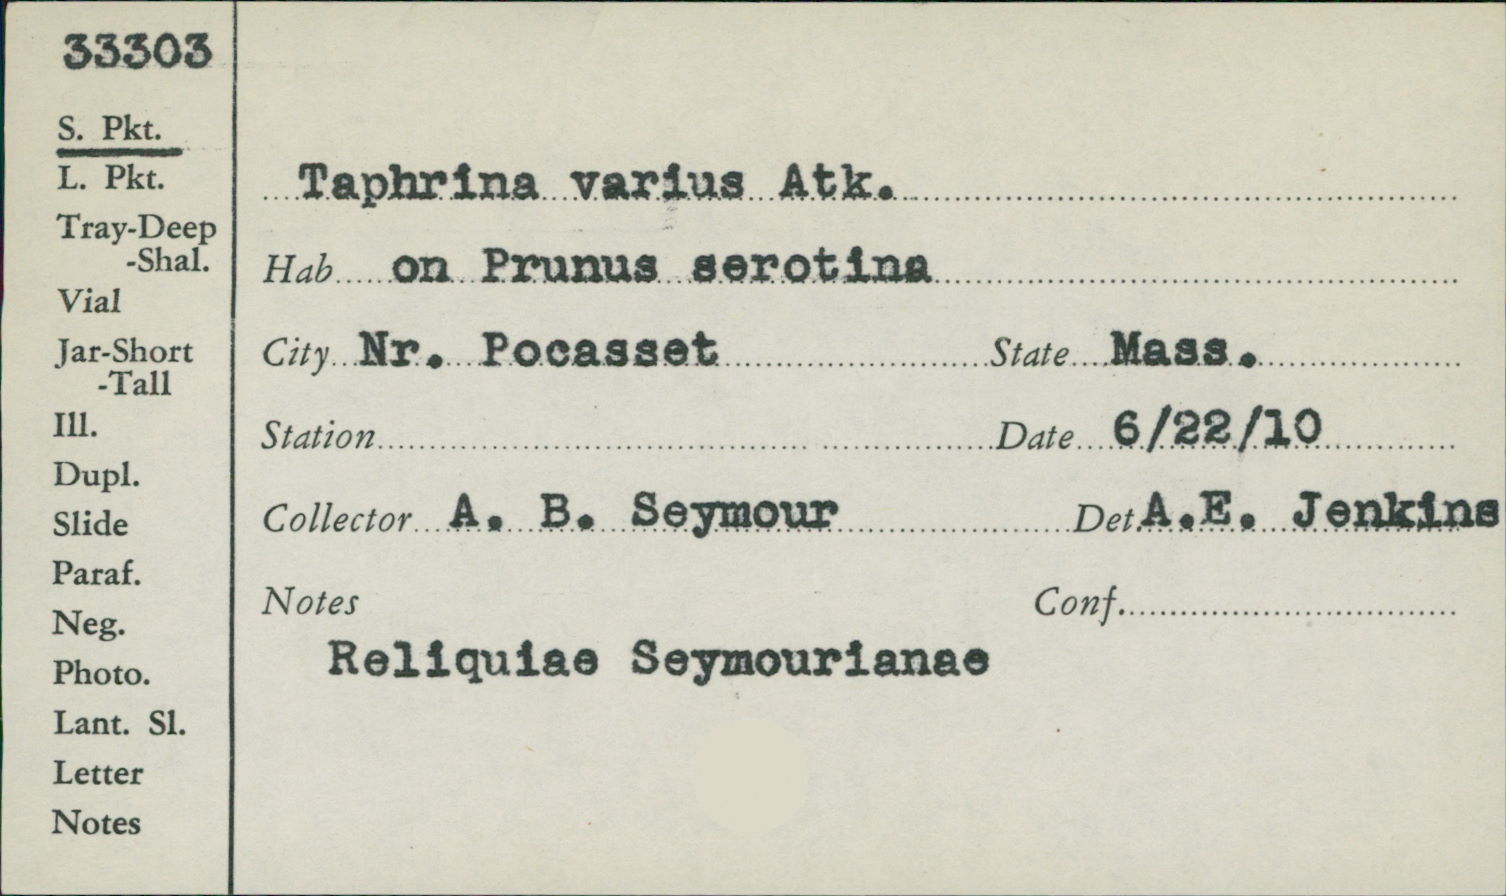 33303
S. Pkt.
L. Pkt.
Tray-Deep
-Shal.
Vial
Jar-Short
-Tall
Ill.
Dupl.
Slide
Paraf.
Neg.
Photo.
Lant. Sl.
Letter
Notes
Taphrina varius Atk.
Hab on Prunus serotina
City Nr. Pocasset State Mass.
Station Date 6/22/10
Collector A. B. Seymour Det. A.E. Jenkins
Notes Conf.
Reliquiae Seymourianae